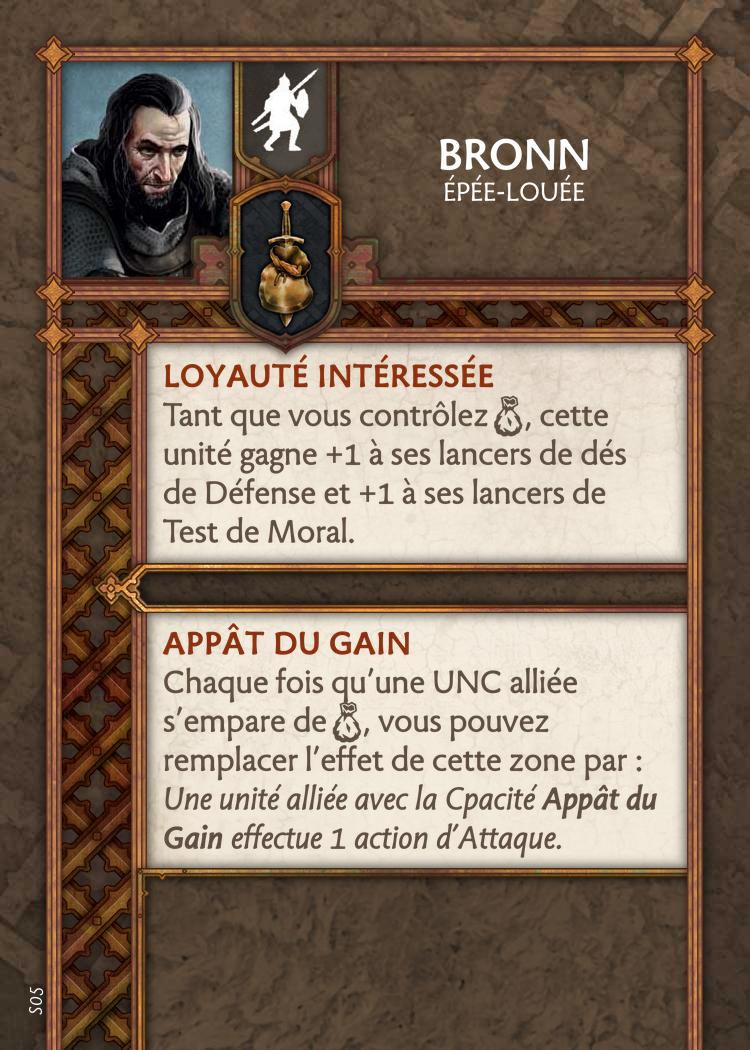 BRONN
ÉPÉE-LOUÉE
LOYAUTÉ INTÉRESSÉE
Tant que vous contrôlez , cette
unité gagne +1 à ses lancers de dés
de Défense et +1 à ses lancers de
Test de Moral.
APPÂT DU GAIN
Chaque fois qu’une UNC alliée
s’empare de , vous pouvez
remplacer l’effet de cette zone par :
Une unité alliée avec la Cpacité Appât du
Gain effectue 1 action d’Attaque.
S05